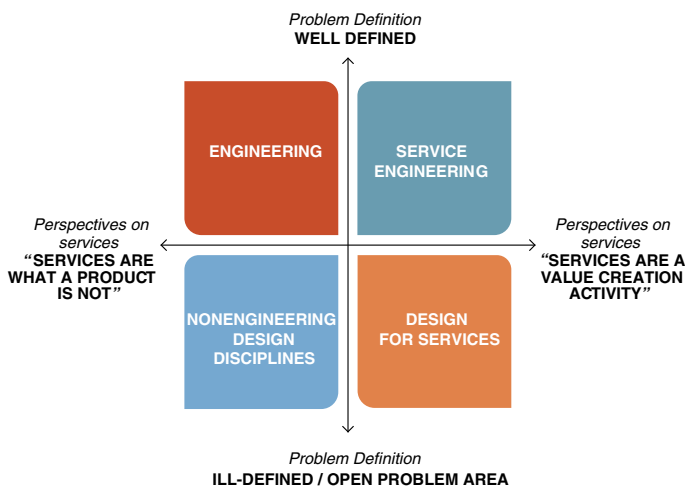 Problem Definition
WELL DEFINED
ENGINEERING
SERVICE
ENGINEERING
Perspectives on
services
“SERVICES ARE
WHAT A PRODUCT
IS NOT”
Perspectives on
services
“SERVICES ARE A
VALUE CREATION
ACTIVITY”
NONENGINEERING
DESIGN
DISCIPLINES
DESIGN
FOR SERVICES
Problem Definition
ILL-DEFINED / OPEN PROBLEM AREA